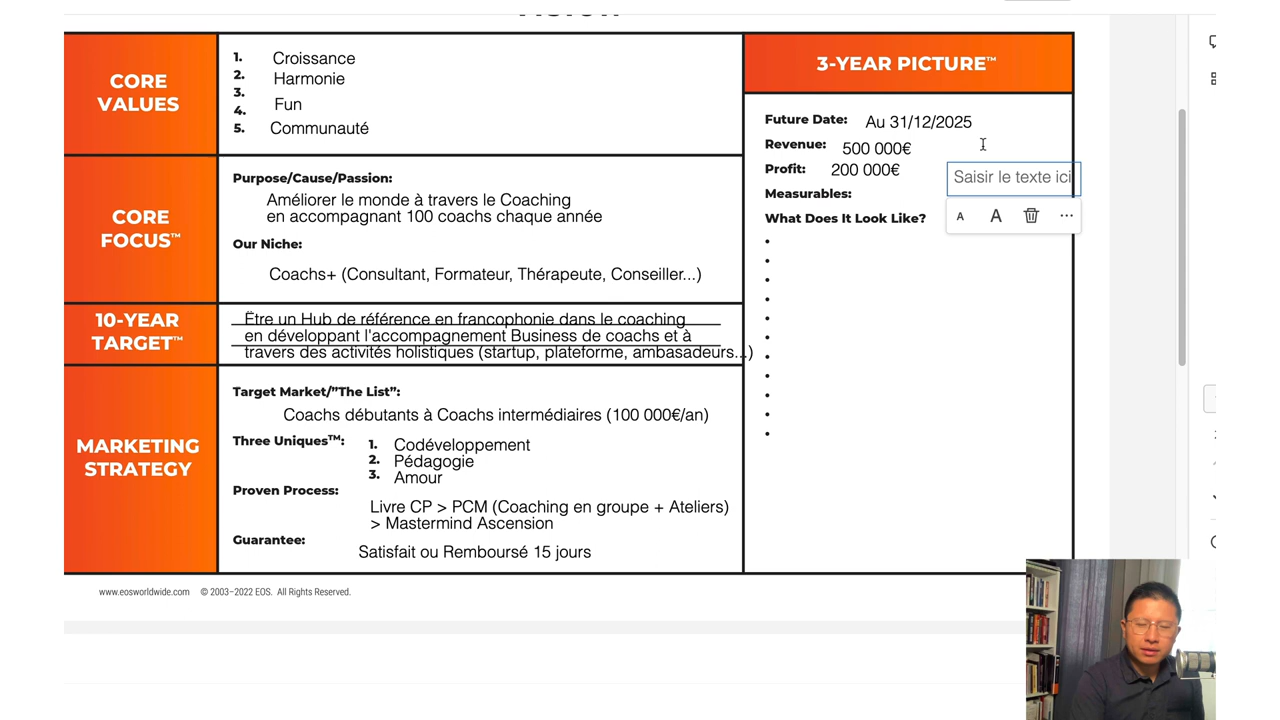 CORE
VALUES
1. Croissance
2. Harmonie
3.
4. Fun
5. Communauté
CORE
FOCUS™
Purpose/Cause/Passion:
Améliorer le monde à travers le Coaching
en accompagnant 100 coachs chaque année
Our Niche:
Coachs+ (Consultant, Formateur, Thérapeute, Conseiller...)
10-YEAR
TARGET™
Être un Hub de référence en francophonie dans le coaching
en développant l'accompagnement Business de coachs et à
travers des activités holistiques (startup, plateforme, ambasadeurs...)
MARKETING
STRATEGY
Target Market/”The List”:
Coachs débutants à Coachs intermédiaires (100 000€/an)
Three Uniques™:
1. Codéveloppement
2. Pédagogie
3. Amour
Proven Process:
Livre CP > PCM (Coaching en groupe + Ateliers)
> Mastermind Ascension
Guarantee:
Satisfait ou Remboursé 15 jours
3-YEAR PICTURE™
Future Date: Au 31/12/2025
Revenue: 500 000€
Profit: 200 000€
Saisir le texte ici
Measurables:
What Does It Look Like?
A A
www.eosworldwide.com © 2003–2022 EOS. All Rights Reserved.